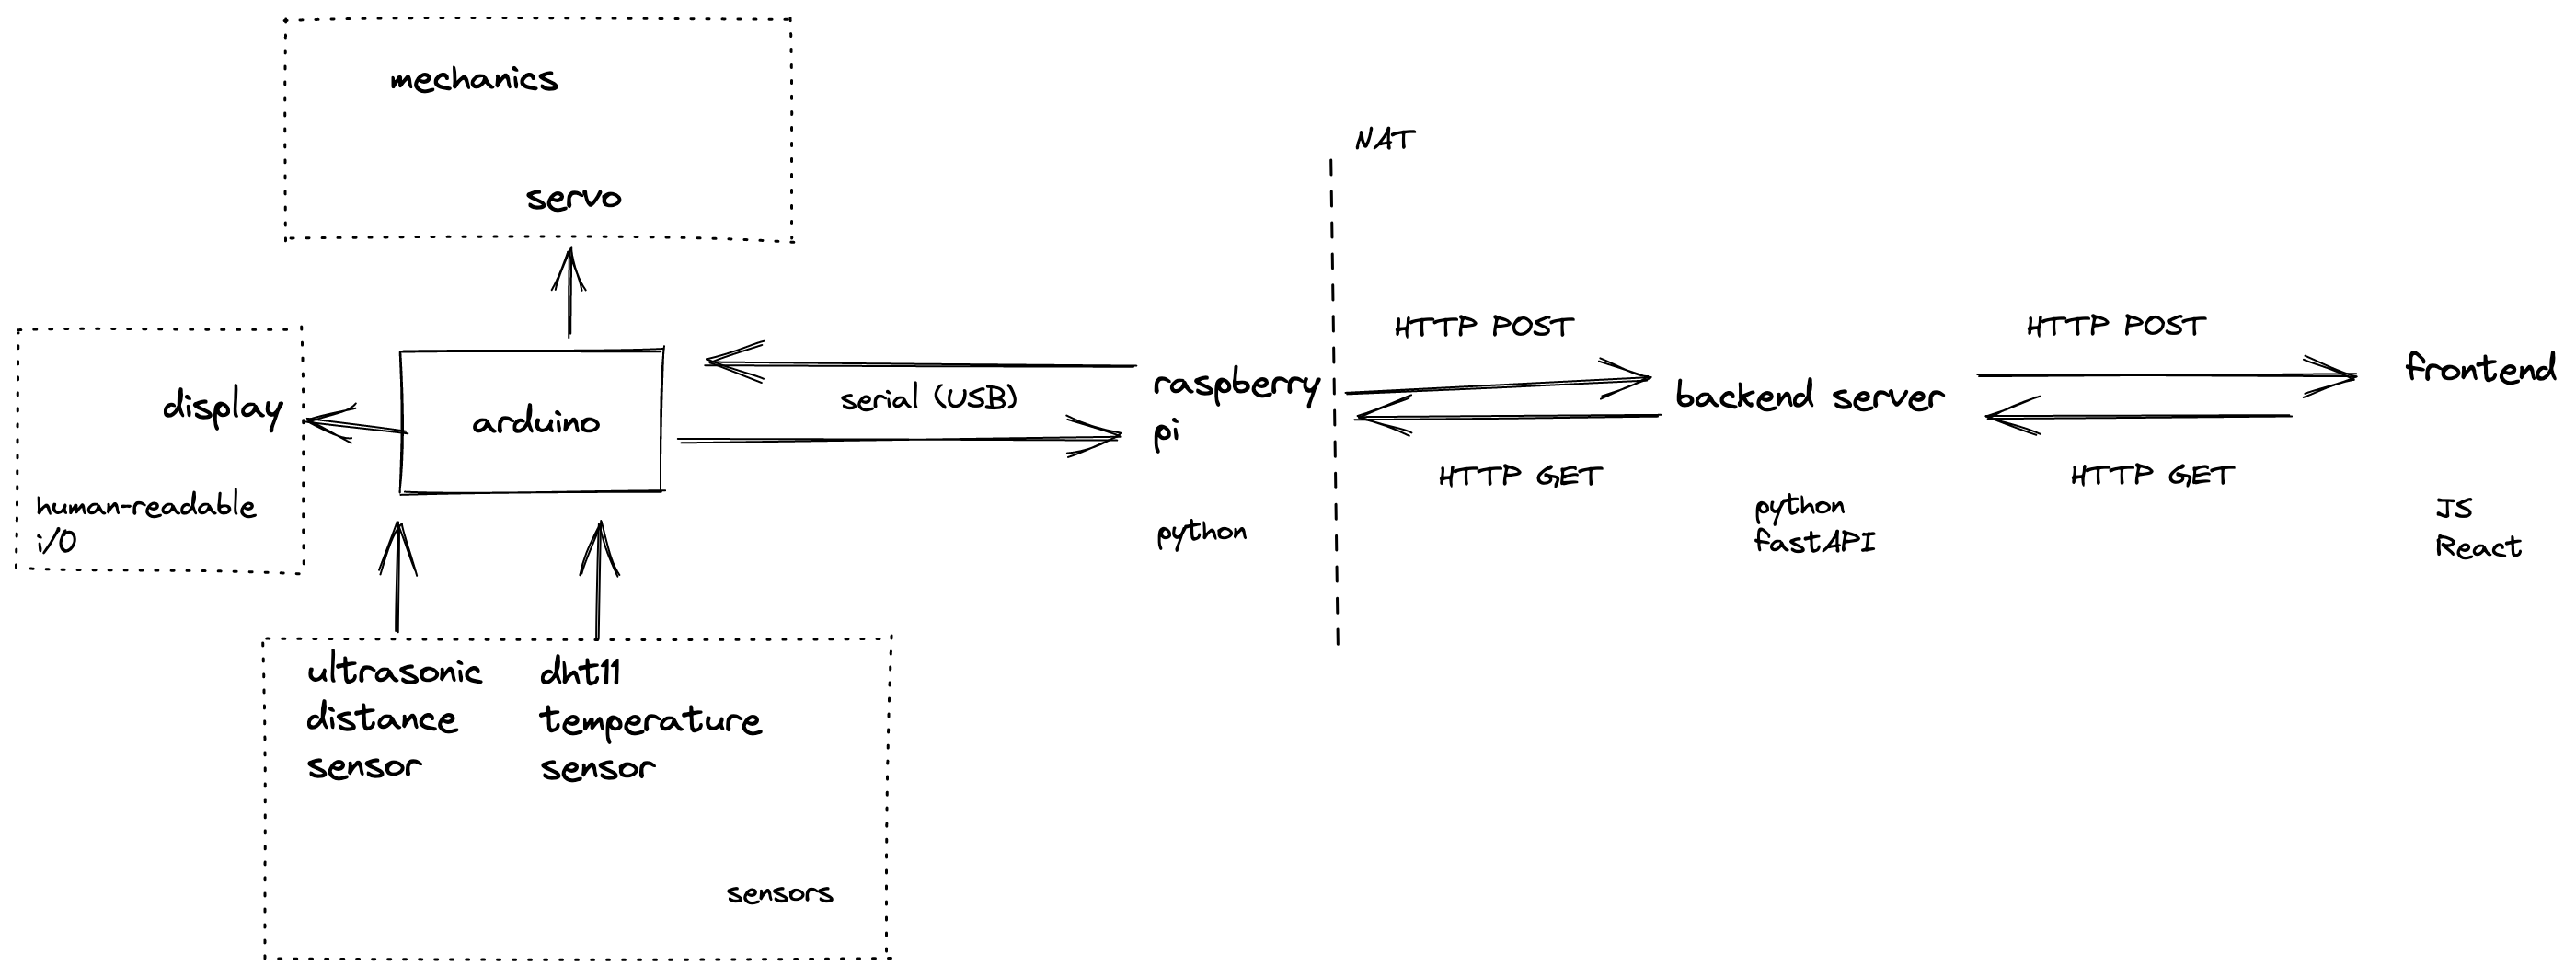 mechanics
servo
NAT
HTTP POST
HTTP POST
display
human-readable
i/O
arduino
serial (USB)
raspberry
pi
python
backend server
HTTP GET
python
fastAPI
frontend
HTTP GET
JS
React
ultrasonic
distance
sensor
dht11
temperature
sensor
sensors